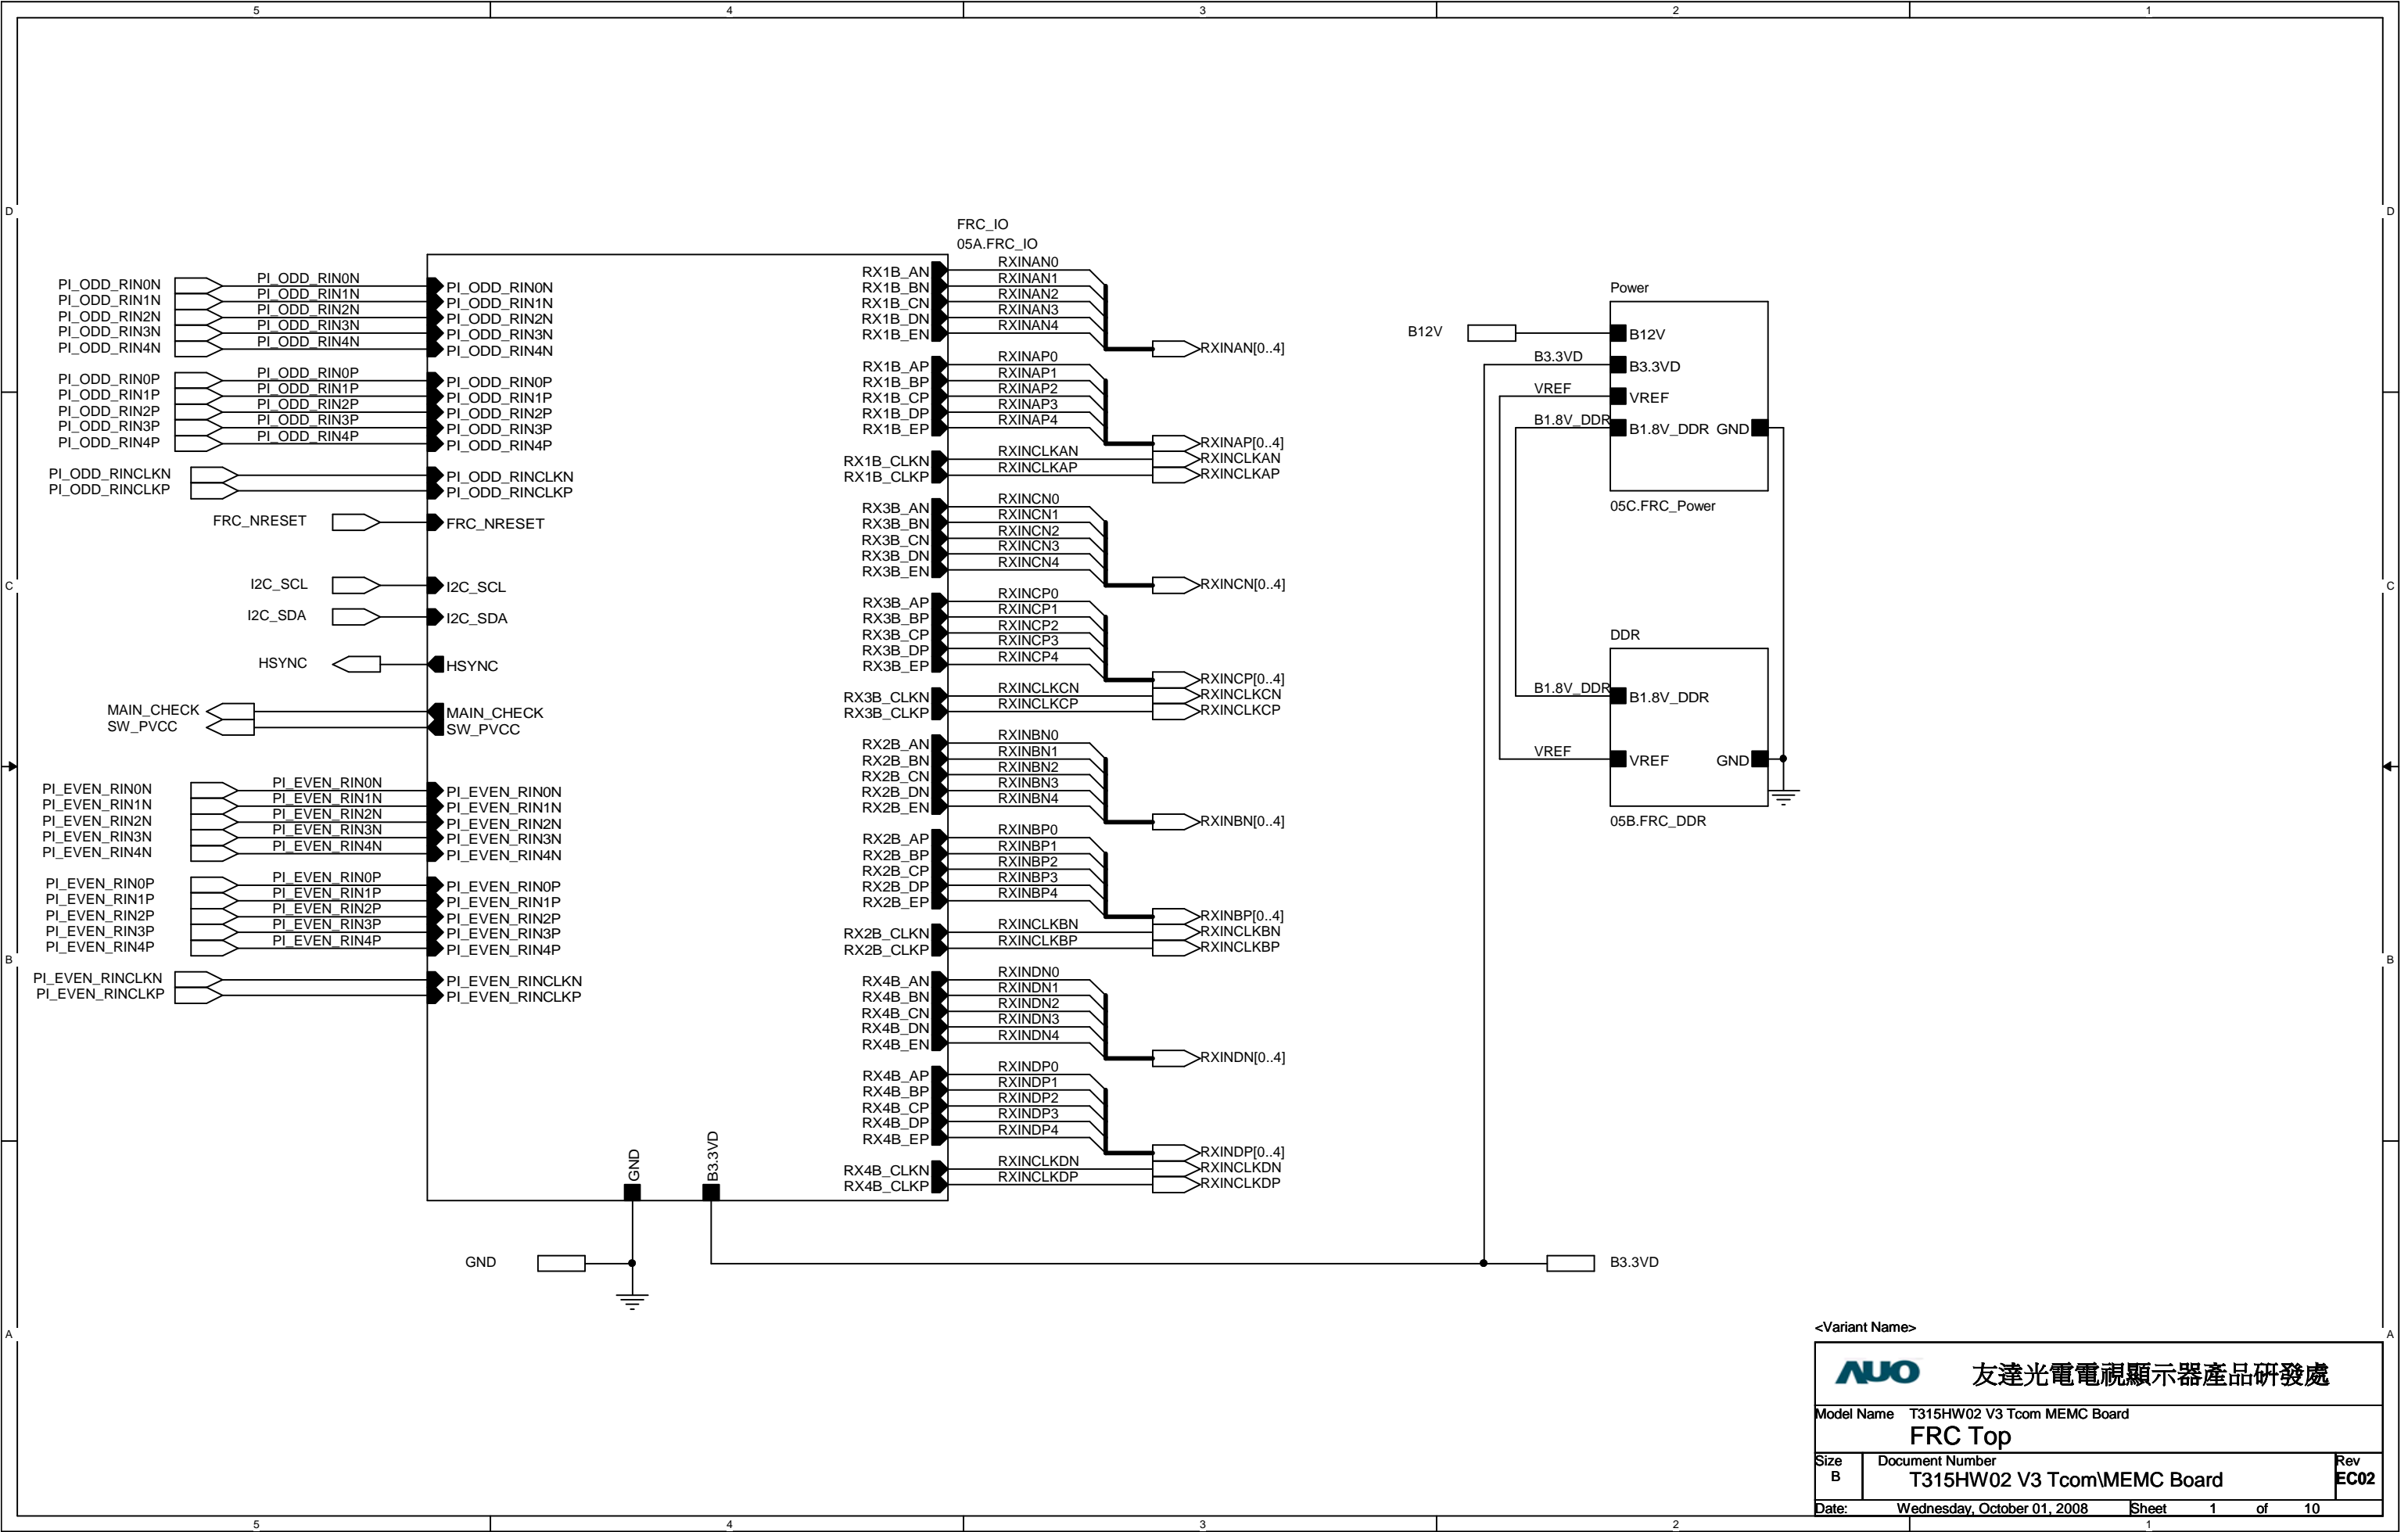 5 4 3 2 1
D D
C C
B B
A A
FRC_IO
05A.FRC_IO
PI_ODD_RIN0N PI_ODD_RIN0N PI_ODD_RIN0N
PI_ODD_RIN1N PI_ODD_RIN1N PI_ODD_RIN1N
PI_ODD_RIN2N PI_ODD_RIN2N PI_ODD_RIN2N
PI_ODD_RIN3N PI_ODD_RIN3N PI_ODD_RIN3N
PI_ODD_RIN4N PI_ODD_RIN4N PI_ODD_RIN4N
PI_ODD_RIN0P PI_ODD_RIN0P PI_ODD_RIN0P
PI_ODD_RIN1P PI_ODD_RIN1P PI_ODD_RIN1P
PI_ODD_RIN2P PI_ODD_RIN2P PI_ODD_RIN2P
PI_ODD_RIN3P PI_ODD_RIN3P PI_ODD_RIN3P
PI_ODD_RIN4P PI_ODD_RIN4P PI_ODD_RIN4P
PI_ODD_RINCLKN PI_ODD_RINCLKN
PI_ODD_RINCLKP PI_ODD_RINCLKP
FRC_NRESET FRC_NRESET
I2C_SCL I2C_SCL
I2C_SDA I2C_SDA
HSYNC HSYNC
MAIN_CHECK MAIN_CHECK
SW_PVCC SW_PVCC
PI_EVEN_RIN0N PI_EVEN_RIN0N PI_EVEN_RIN0N
PI_EVEN_RIN1N PI_EVEN_RIN1N PI_EVEN_RIN1N
PI_EVEN_RIN2N PI_EVEN_RIN2N PI_EVEN_RIN2N
PI_EVEN_RIN3N PI_EVEN_RIN3N PI_EVEN_RIN3N
PI_EVEN_RIN4N PI_EVEN_RIN4N PI_EVEN_RIN4N
PI_EVEN_RIN0P PI_EVEN_RIN0P PI_EVEN_RIN0P
PI_EVEN_RIN1P PI_EVEN_RIN1P PI_EVEN_RIN1P
PI_EVEN_RIN2P PI_EVEN_RIN2P PI_EVEN_RIN2P
PI_EVEN_RIN3P PI_EVEN_RIN3P PI_EVEN_RIN3P
PI_EVEN_RIN4P PI_EVEN_RIN4P PI_EVEN_RIN4P
PI_EVEN_RINCLKN PI_EVEN_RINCLKN
PI_EVEN_RINCLKP PI_EVEN_RINCLKP
RX1B_AN RXINAN0
RX1B_BN RXINAN1
RX1B_CN RXINAN2
RX1B_DN RXINAN3
RX1B_EN RXINAN4
RXINAN[0..4]
RX1B_AP RXINAP0
RX1B_BP RXINAP1
RX1B_CP RXINAP2
RX1B_DP RXINAP3
RX1B_EP RXINAP4
RXINAP[0..4]
RX1B_CLKN RXINCLKAN RXINCLKAN
RX1B_CLKP RXINCLKAP RXINCLKAP
RX3B_AN RXINCN0
RX3B_BN RXINCN1
RX3B_CN RXINCN2
RX3B_DN RXINCN3
RX3B_EN RXINCN4
RXINCN[0..4]
RX3B_AP RXINCP0
RX3B_BP RXINCP1
RX3B_CP RXINCP2
RX3B_DP RXINCP3
RX3B_EP RXINCP4
RXINCP[0..4]
RX3B_CLKN RXINCLKCN RXINCLKCN
RX3B_CLKP RXINCLKCP RXINCLKCP
RX2B_AN RXINBN0
RX2B_BN RXINBN1
RX2B_CN RXINBN2
RX2B_DN RXINBN3
RX2B_EN RXINBN4
RXINBN[0..4]
RX2B_AP RXINBP0
RX2B_BP RXINBP1
RX2B_CP RXINBP2
RX2B_DP RXINBP3
RX2B_EP RXINBP4
RXINBP[0..4]
RX2B_CLKN RXINCLKBN RXINCLKBN
RX2B_CLKP RXINCLKBP RXINCLKBP
RX4B_AN RXINDN0
RX4B_BN RXINDN1
RX4B_CN RXINDN2
RX4B_DN RXINDN3
RX4B_EN RXINDN4
RXINDN[0..4]
RX4B_AP RXINDP0
RX4B_BP RXINDP1
RX4B_CP RXINDP2
RX4B_DP RXINDP3
RX4B_EP RXINDP4
RXINDP[0..4]
RX4B_CLKN RXINCLKDN RXINCLKDN
RX4B_CLKP RXINCLKDP RXINCLKDP
GND B3.3VD
GND B3.3VD
Power
B12V B12V
B3.3VD B3.3VD
VREF VREF
B1.8V_DDR B1.8V_DDR GND
05C.FRC_Power
DDR
B1.8V_DDR B1.8V_DDR
VREF VREF GND
05B.FRC_DDR
<Variant Name>
AUO 友達光電電視顯示器產品研發處
Model Name T315HW02 V3 Tcom MEMC Board
FRC Top
Size Document Number Rev
B T315HW02 V3 Tcom\MEMC Board EC02
Date: Wednesday, October 01, 2008 Sheet 1 of 10
5 4 3 2 1